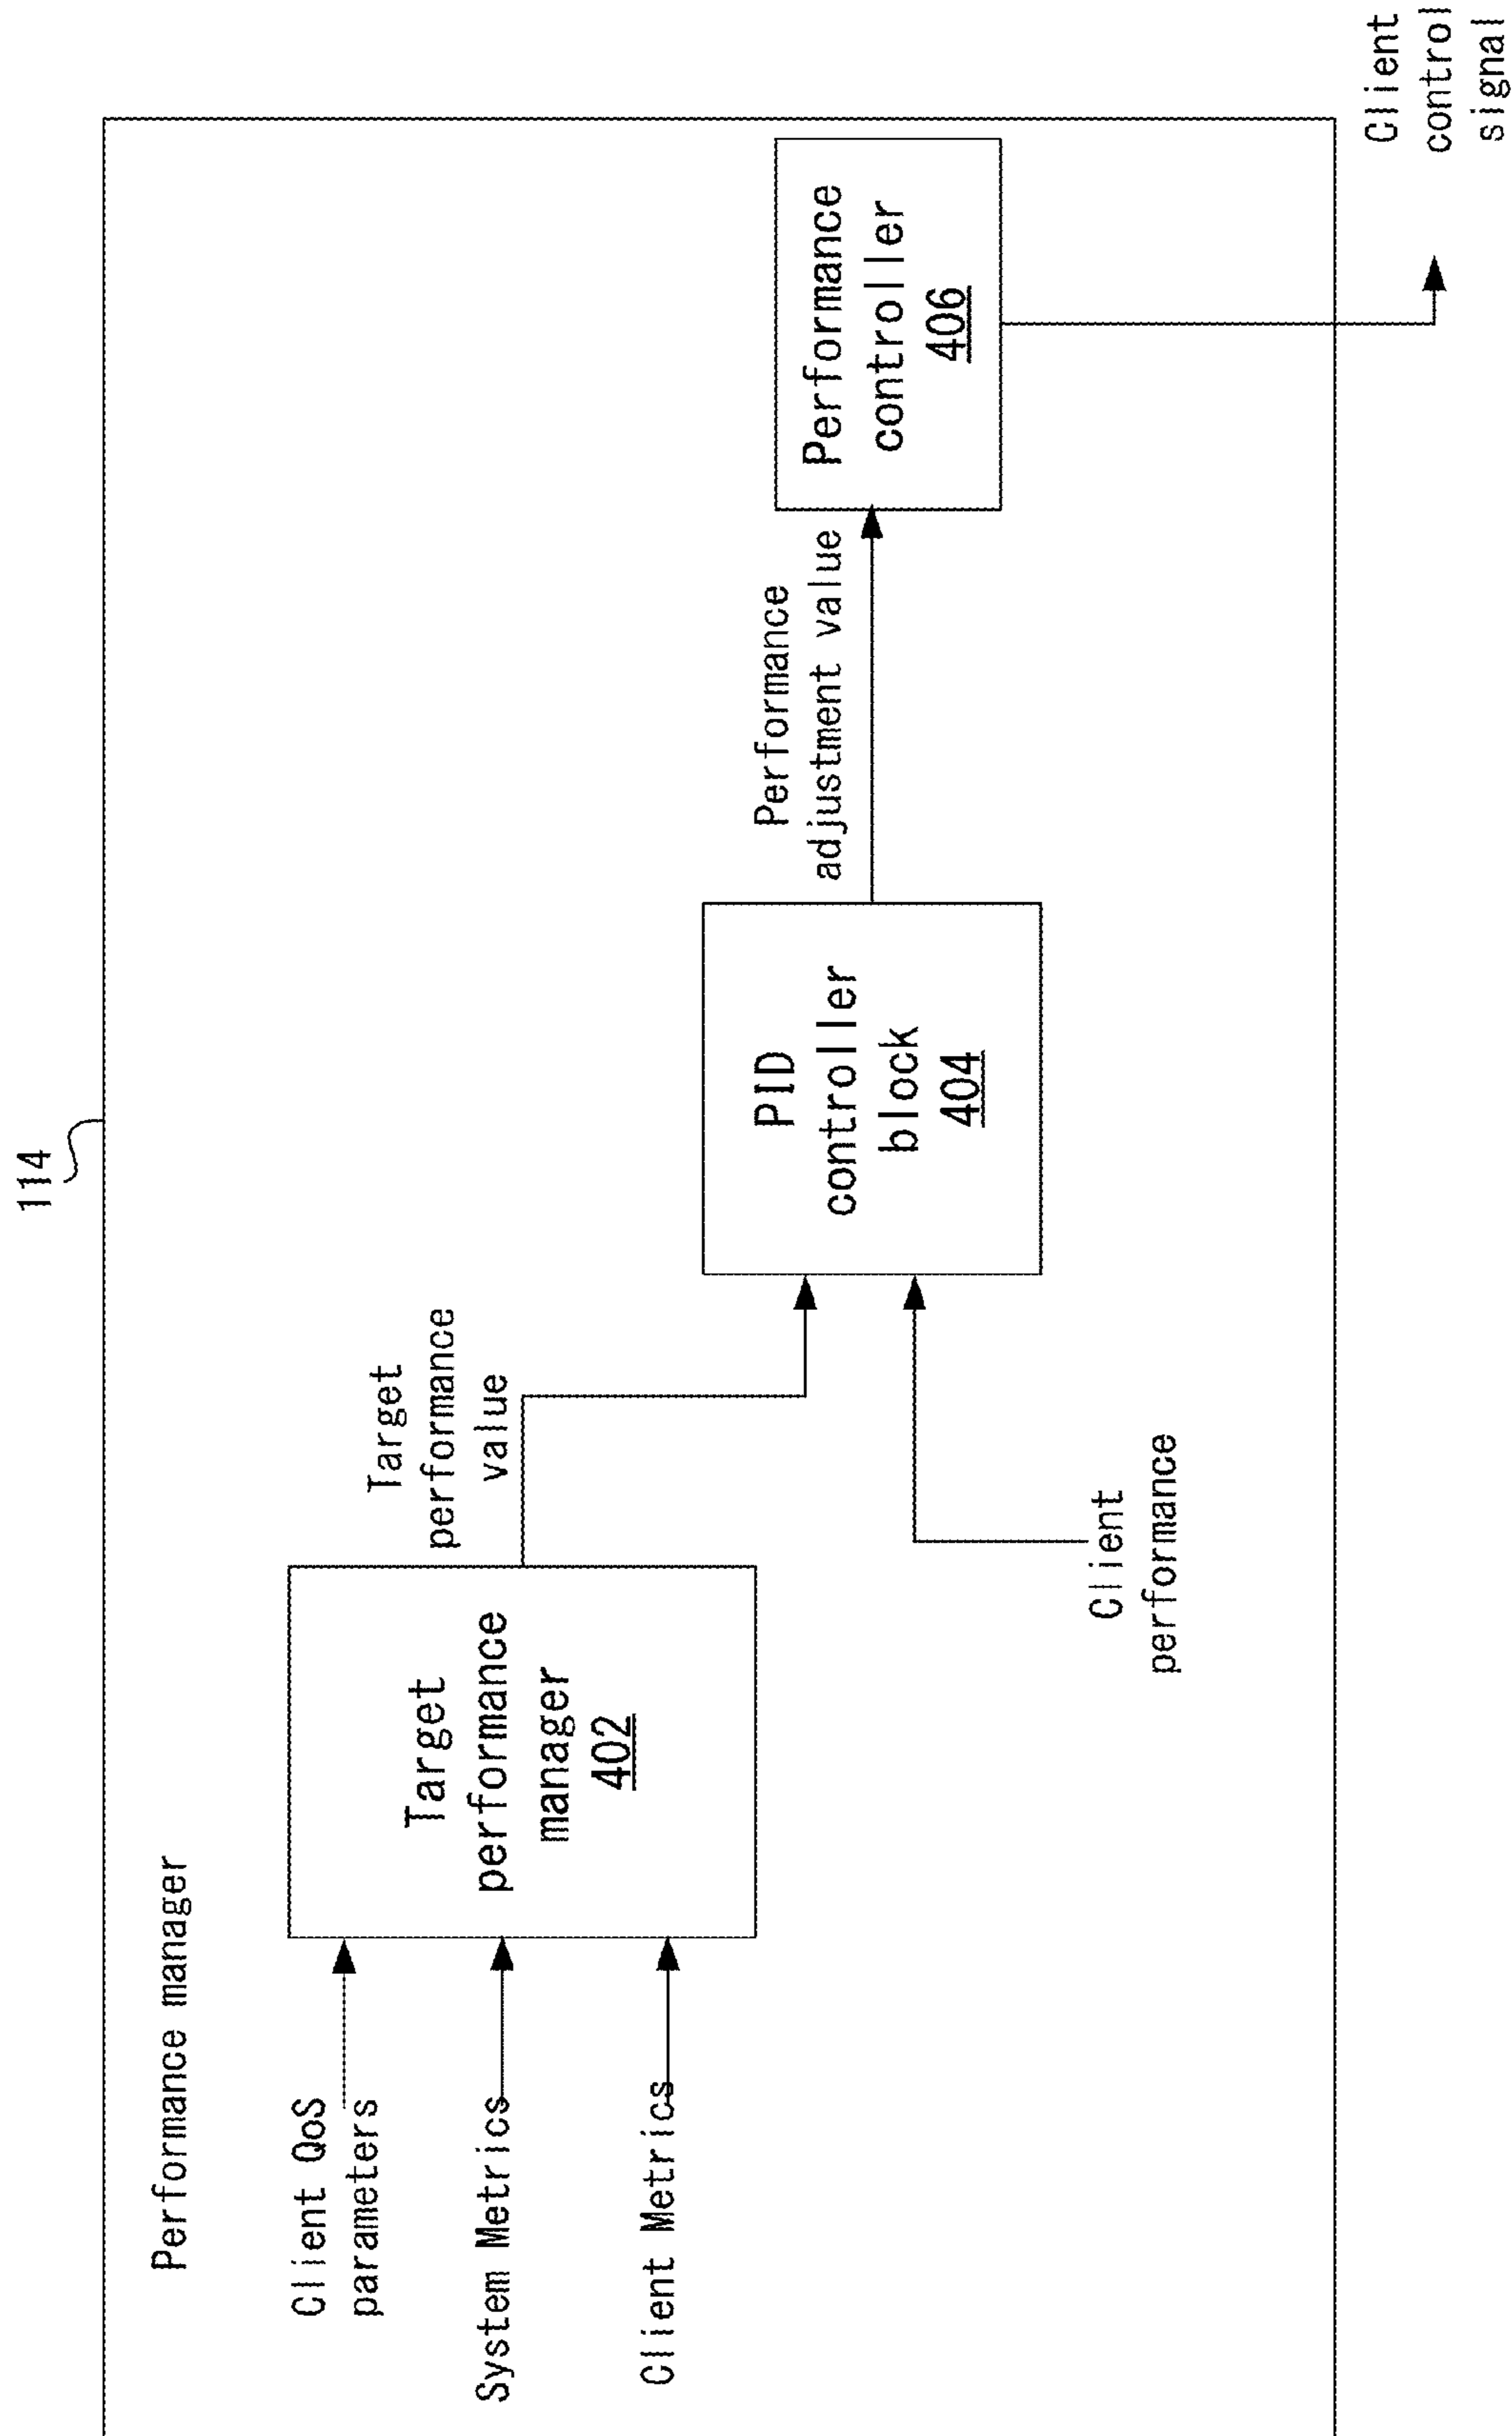 114
Performance manager
Client QoS
parameters
System Metrics
Client Metrics
Target
performance
manager
402
Target
performance
value
Client
performance
PID
controller
block
404
Performance
adjustment value
Performance
controller
406
Client
control
signal